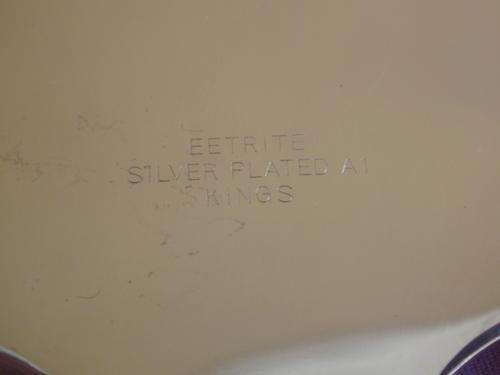 EETRITE
SILVER PLATED A1
KINGS